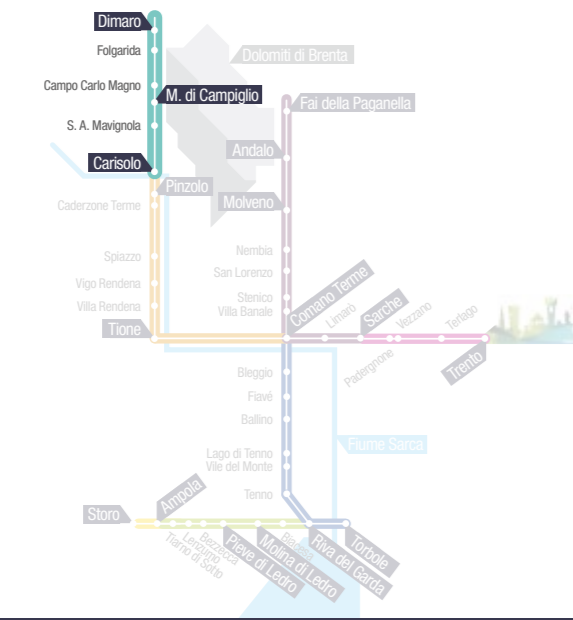 Dimaro
Folgarida
Dolomiti di Brenta
Campo Carlo Magno
M. di Campiglio
Fai della Paganella
S. A. Mavignola
Andalo
Carisolo
Pinzolo
Caderzone Terme
Molveno
Nembia
Spiazzo
San Lorenzo
Vigo Rendena
Stenico
Villa Rendena
Villa Banale
Comano Terme
Limarò
Sarche
Vezzano
Terlago
Tione
Padergnone
Trento
Bleggio
Fiavé
Ballino
Fiume Sarca
Lago di Tenno
Vile del Monte
Tenno
Storo
Ampola
Tiarno di Sotto
Lenzumo
Bezzecca
Pieve di Ledro
Molina di Ledro
Biacesa
Riva del Garda
Torbole